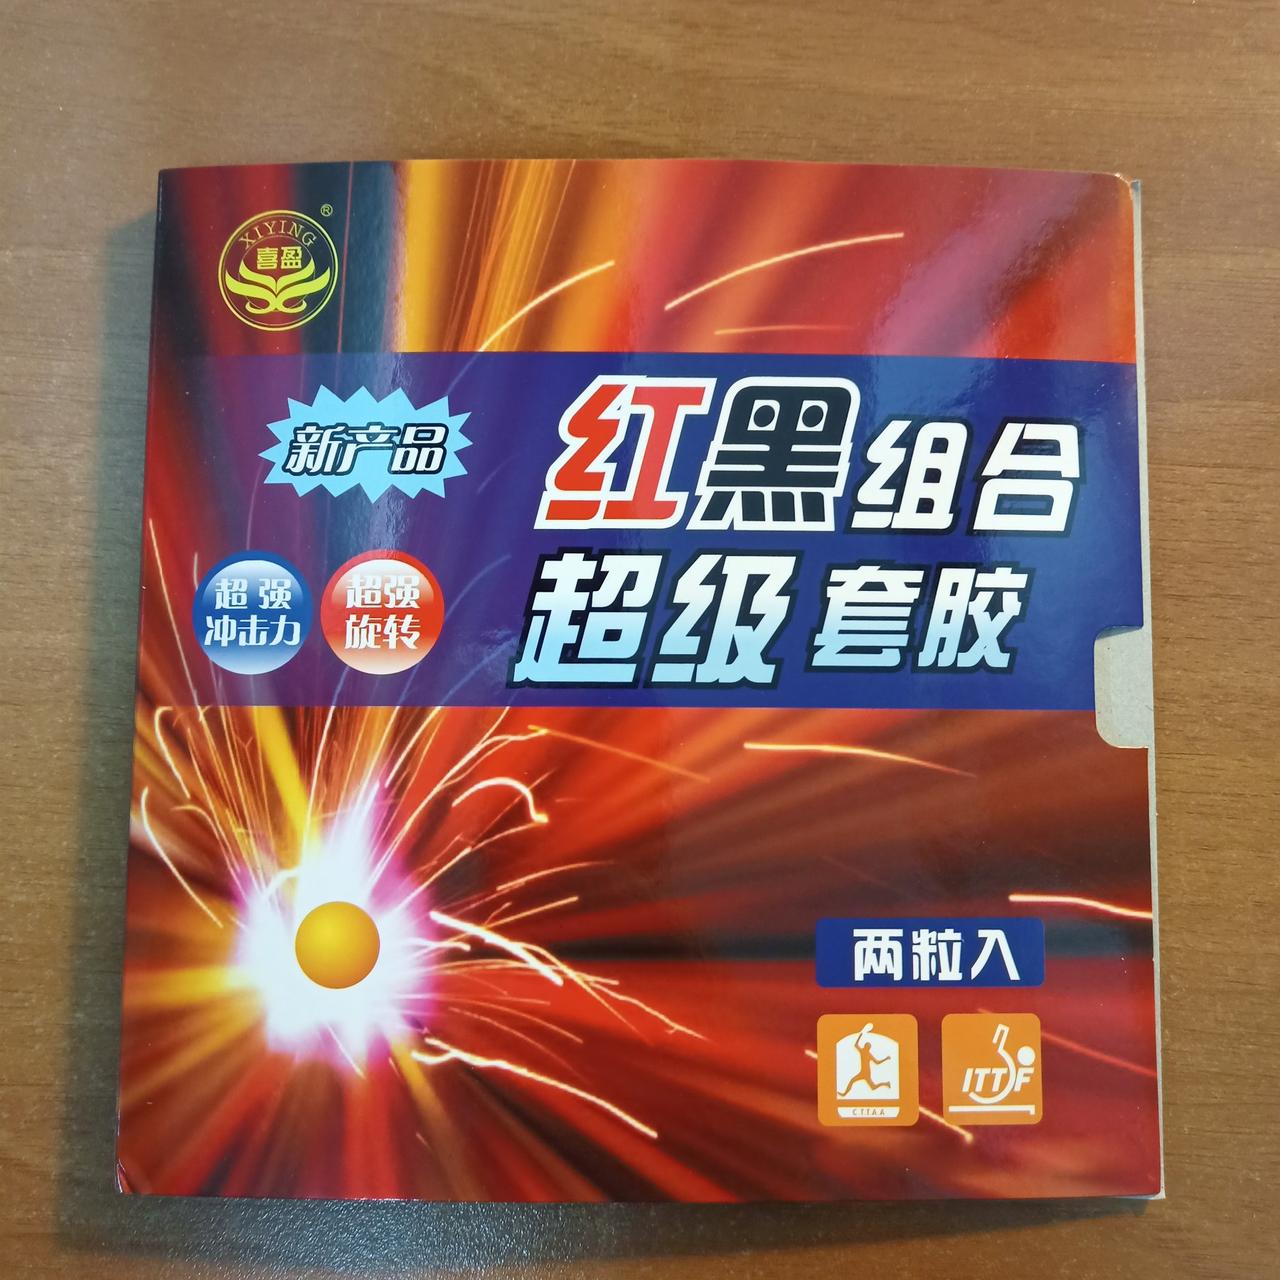 XIYING
®
喜盈
新产品
红黑组合
超级套胶
超强
冲击力
超强
旋转
两粒入
C.T.T.A.A
ITTF